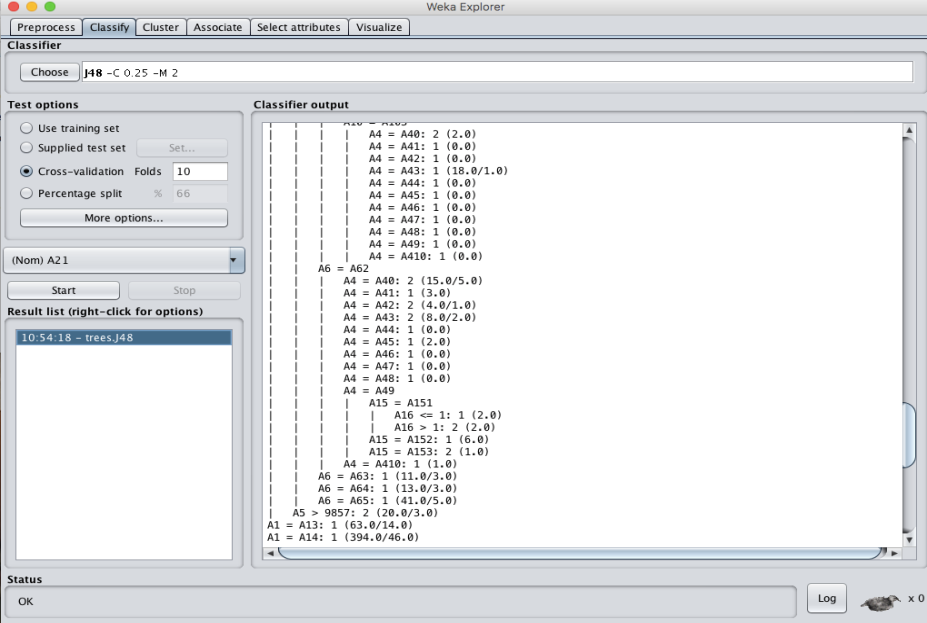 Weka Explorer
Preprocess Classify Cluster Associate Select attributes Visualize
Classifier
Choose J48 -C 0.25 -M 2
Test options
Use training set
Supplied test set Set...
Cross-validation Folds 10
Percentage split % 66
More options...
(Nom) A21
Start Stop
Result list (right-click for options)
10:54:18 - trees.J48
Classifier output
| | | A16 = A163
| | | | A4 = A40: 2 (2.0)
| | | | A4 = A41: 1 (0.0)
| | | | A4 = A42: 1 (0.0)
| | | | A4 = A43: 1 (18.0/1.0)
| | | | A4 = A44: 1 (0.0)
| | | | A4 = A45: 1 (0.0)
| | | | A4 = A46: 1 (0.0)
| | | | A4 = A47: 1 (0.0)
| | | | A4 = A48: 1 (0.0)
| | | | A4 = A49: 1 (0.0)
| | | | A4 = A410: 1 (0.0)
| | A6 = A62
| | | A4 = A40: 2 (15.0/5.0)
| | | A4 = A41: 1 (3.0)
| | | A4 = A42: 2 (4.0/1.0)
| | | A4 = A43: 2 (8.0/2.0)
| | | A4 = A44: 1 (0.0)
| | | A4 = A45: 1 (2.0)
| | | A4 = A46: 1 (0.0)
| | | A4 = A47: 1 (0.0)
| | | A4 = A48: 1 (0.0)
| | | A4 = A49
| | | | A15 = A151
| | | | | A16 <= 1: 1 (2.0)
| | | | | A16 > 1: 2 (2.0)
| | | | A15 = A152: 1 (6.0)
| | | | A15 = A153: 2 (1.0)
| | | A4 = A410: 1 (1.0)
| | A6 = A63: 1 (11.0/3.0)
| | A6 = A64: 1 (13.0/3.0)
| | A6 = A65: 1 (41.0/5.0)
| A5 > 9857: 2 (20.0/3.0)
A1 = A13: 1 (63.0/14.0)
A1 = A14: 1 (394.0/46.0)
Status
OK
Log x 0